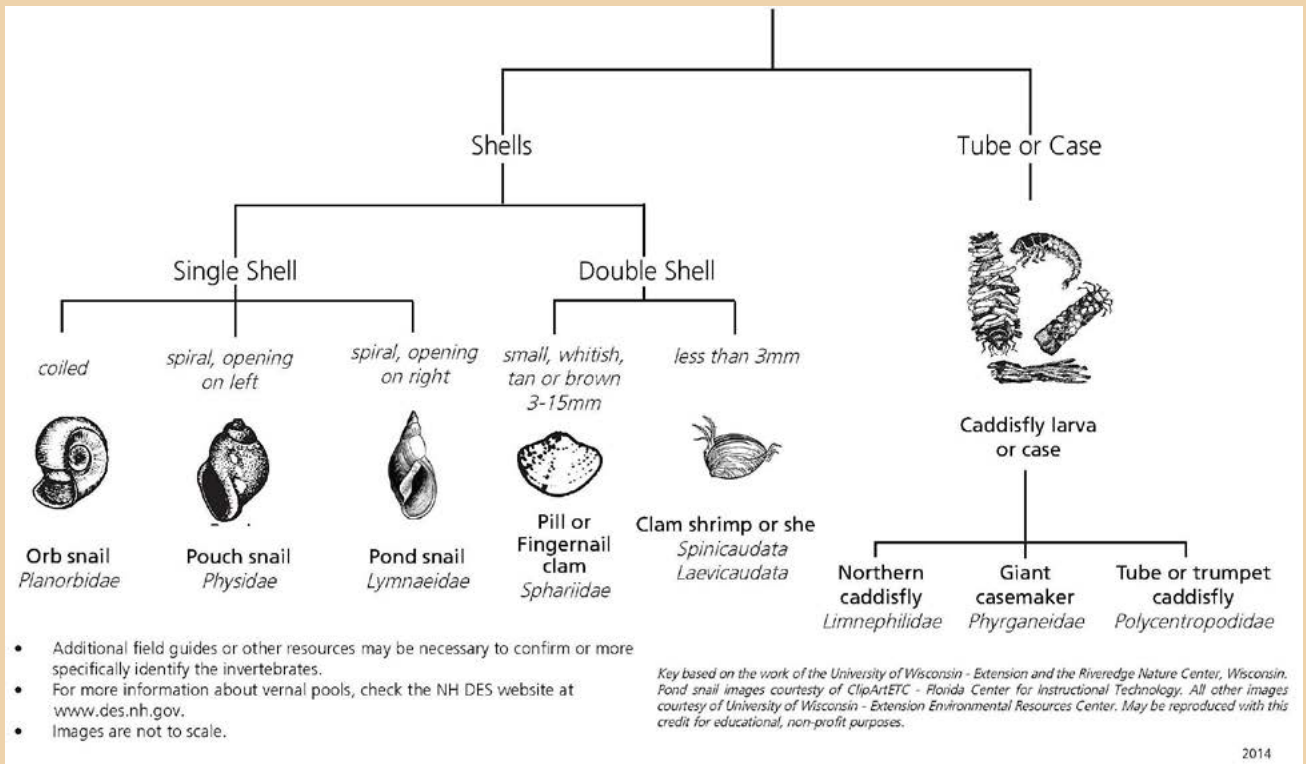 Shells
Tube or Case
Single Shell
Double Shell
coiled
spiral, opening
on left
spiral, opening
on right
small, whitish,
tan or brown
3-15mm
less than 3mm
Orb snail
Planorbidae
Pouch snail
Physidae
Pond snail
Lymnaeidae
Pill or
Fingernail
clam
Sphariidae
Clam shrimp or she
Spinicaudata
Laevicaudata
Caddisfly larva
or case
Northern
caddisfly
Limnephilidae
Giant
casemaker
Phyrganeidae
Tube or trumpet
caddisfly
Polycentropodidae
• Additional field guides or other resources may be necessary to confirm or more
specifically identify the invertebrates.
• For more information about vernal pools, check the NH DES website at
www.des.nh.gov.
• Images are not to scale.
Key based on the work of the University of Wisconsin - Extension and the Riveredge Nature Center, Wisconsin.
Pond snail images courtesty of ClipArtETC - Florida Center for Instructional Technology. All other images
courtesy of University of Wisconsin - Extension Environmental Resources Center. May be reproduced with this
credit for educational, non-profit purposes.
2014